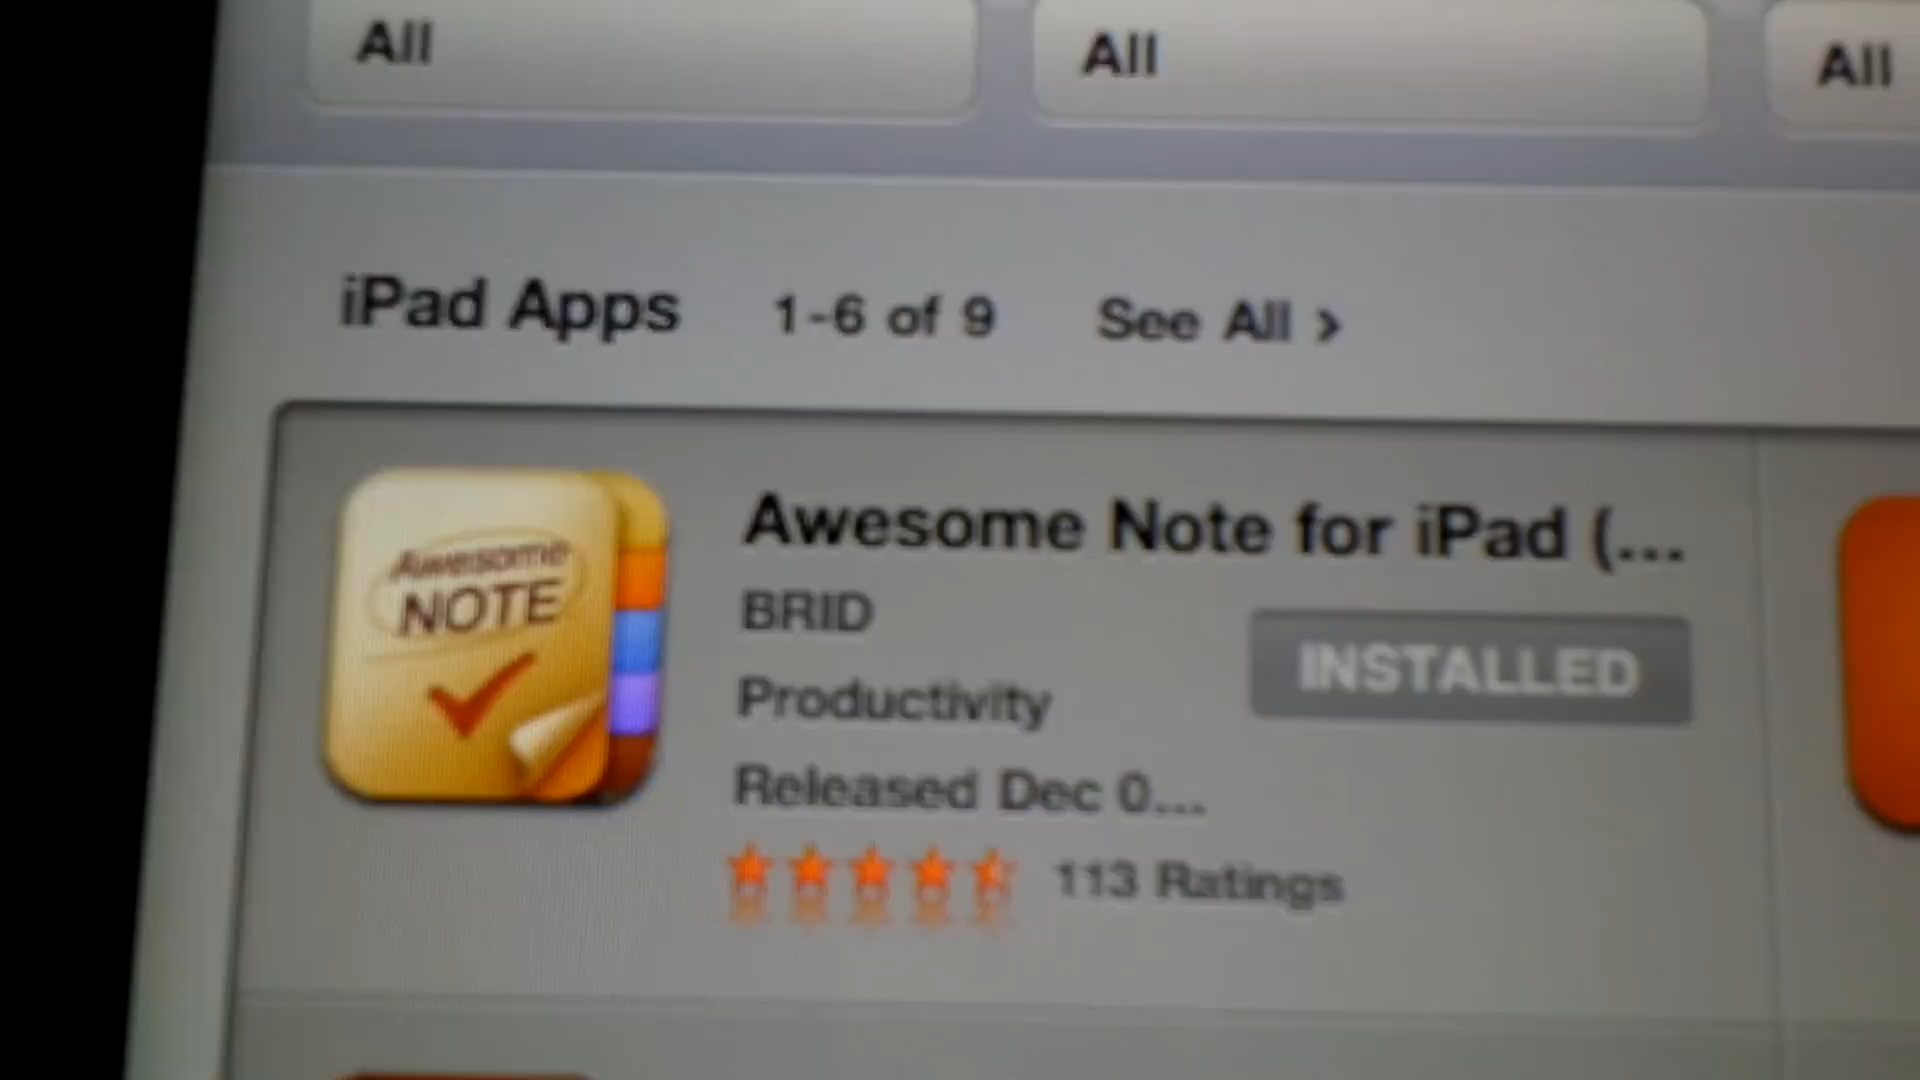 All
All
All
iPad Apps 1-6 of 9 See All >
Awesome
NOTE
Awesome Note for iPad (...
BRID
INSTALLED
Productivity
Released Dec 0...
113 Ratings